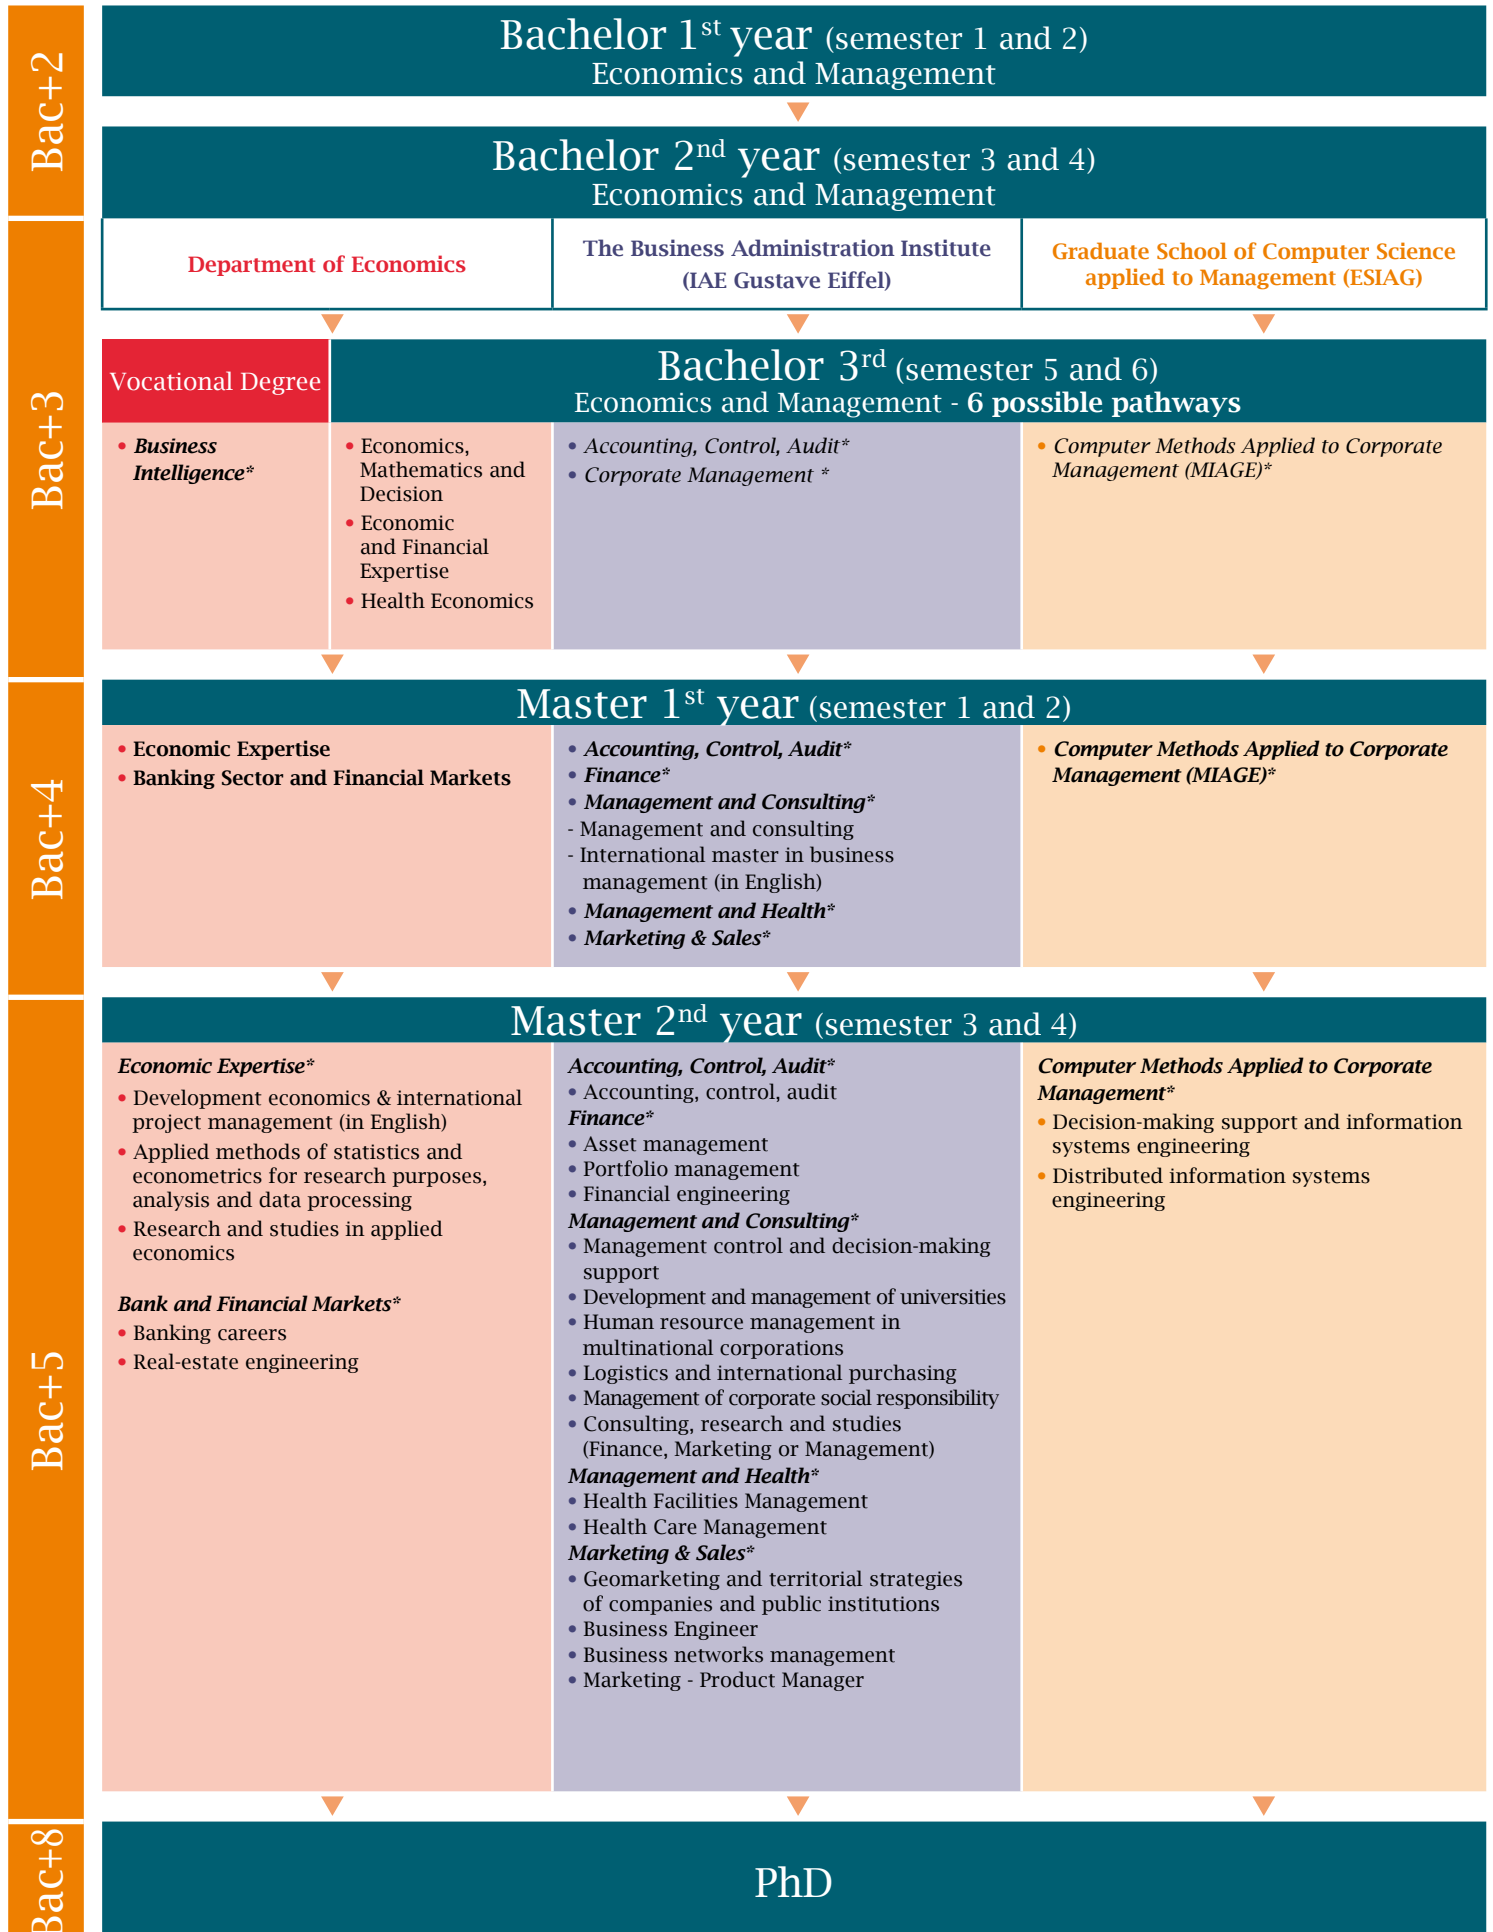 Bac+2
Bachelor 1st year (semester 1 and 2)
Economics and Management
Bachelor 2nd year (semester 3 and 4)
Economics and Management
Bac+3
Department of Economics
The Business Administration Institute
(IAE Gustave Eiffel)
Graduate School of Computer Science
applied to Management (ESIAG)
Vocational Degree
Bachelor 3rd (semester 5 and 6)
Economics and Management - 6 possible pathways
• Business
Intelligence*
• Economics,
Mathematics and
Decision
• Economic
and Financial
Expertise
• Health Economics
• Accounting, Control, Audit*
• Corporate Management *
• Computer Methods Applied to Corporate
Management (MIAGE)*
Bac+4
Master 1st year (semester 1 and 2)
• Economic Expertise
• Banking Sector and Financial Markets
• Accounting, Control, Audit*
• Finance*
• Management and Consulting*
- Management and consulting
- International master in business
management (in English)
• Management and Health*
• Marketing & Sales*
• Computer Methods Applied to Corporate
Management (MIAGE)*
Bac+5
Master 2nd year (semester 3 and 4)
Economic Expertise*
• Development economics & international
project management (in English)
• Applied methods of statistics and
econometrics for research purposes,
analysis and data processing
• Research and studies in applied
economics
Bank and Financial Markets*
• Banking careers
• Real-estate engineering
Accounting, Control, Audit*
• Accounting, control, audit
Finance*
• Asset management
• Portfolio management
• Financial engineering
Management and Consulting*
• Management control and decision-making
support
• Development and management of universities
• Human resource management in
multinational corporations
• Logistics and international purchasing
• Management of corporate social responsibility
• Consulting, research and studies
(Finance, Marketing or Management)
Management and Health*
• Health Facilities Management
• Health Care Management
Marketing & Sales*
• Geomarketing and territorial strategies
of companies and public institutions
• Business Engineer
• Business networks management
• Marketing - Product Manager
Computer Methods Applied to Corporate
Management*
• Decision-making support and information
systems engineering
• Distributed information systems
engineering
Bac+8
PhD